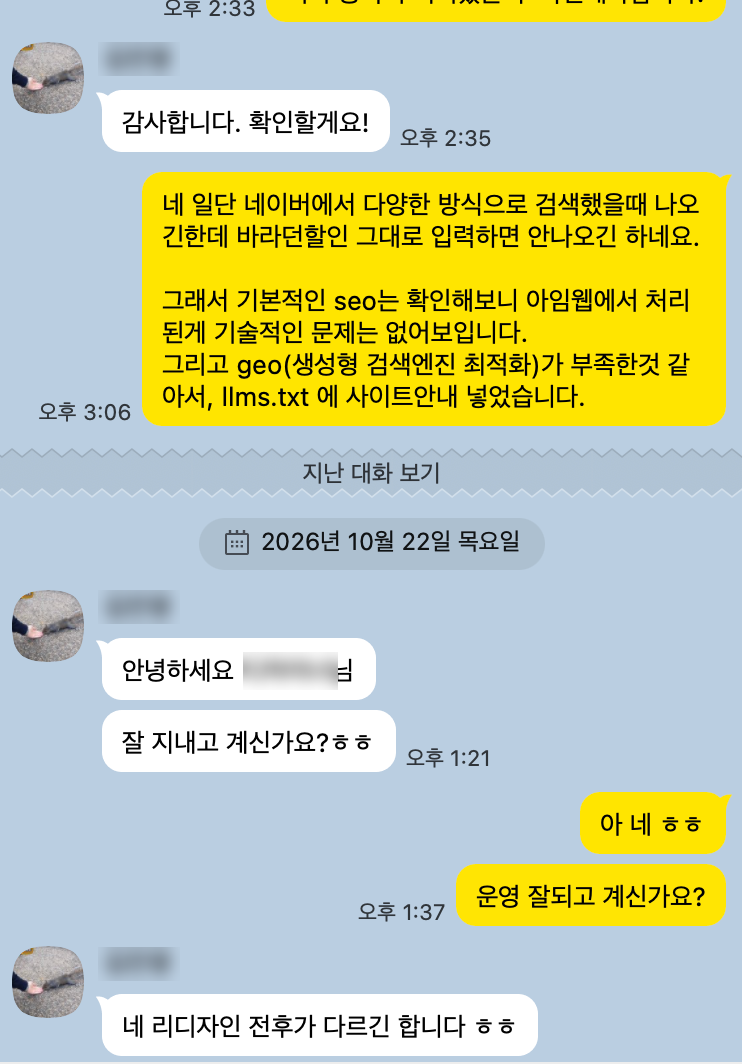 오후 2:33
감사합니다. 확인할게요!
오후 2:35
네 일단 네이버에서 다양한 방식으로 검색했을때 나오
긴한데 바라던할인 그대로 입력하면 안나오긴 하네요.
그래서 기본적인 seo는 확인해보니 아임웹에서 처리
된게 기술적인 문제는 없어보입니다.
그리고 geo(생성형 검색엔진 최적화)가 부족한것 같
아서, llms.txt 에 사이트안내 넣었습니다.
오후 3:06
지난 대화 보기
2026년 10월 22일 목요일
안녕하세요 님
잘 지내고 계신가요?ㅎㅎ
오후 1:21
아 네 ㅎㅎ
운영 잘되고 계신가요?
오후 1:37
네 리디자인 전후가 다르긴 합니다 ㅎㅎ